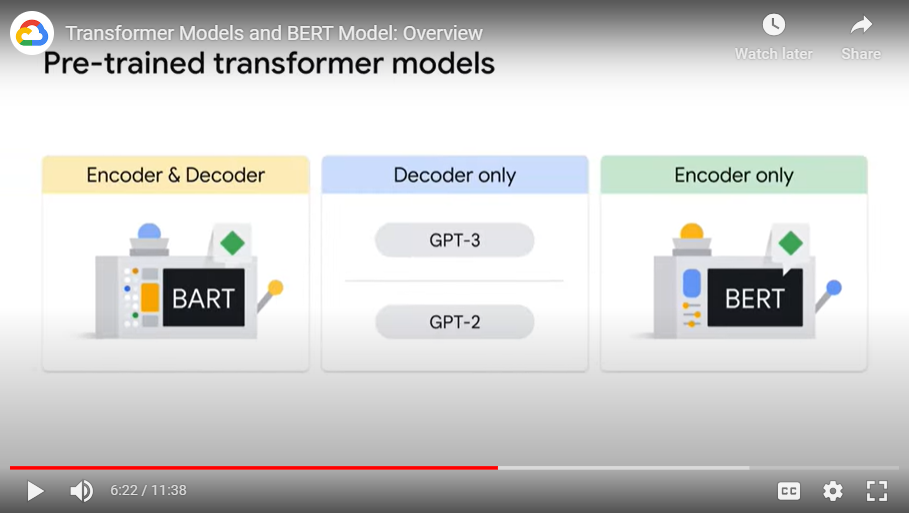 Transformer Models and BERT Model: Overview
Watch later
Share
Pre-trained transformer models
Encoder & Decoder
BART
Decoder only
GPT-3
GPT-2
Encoder only
BERT
6:22 / 11:38
CC